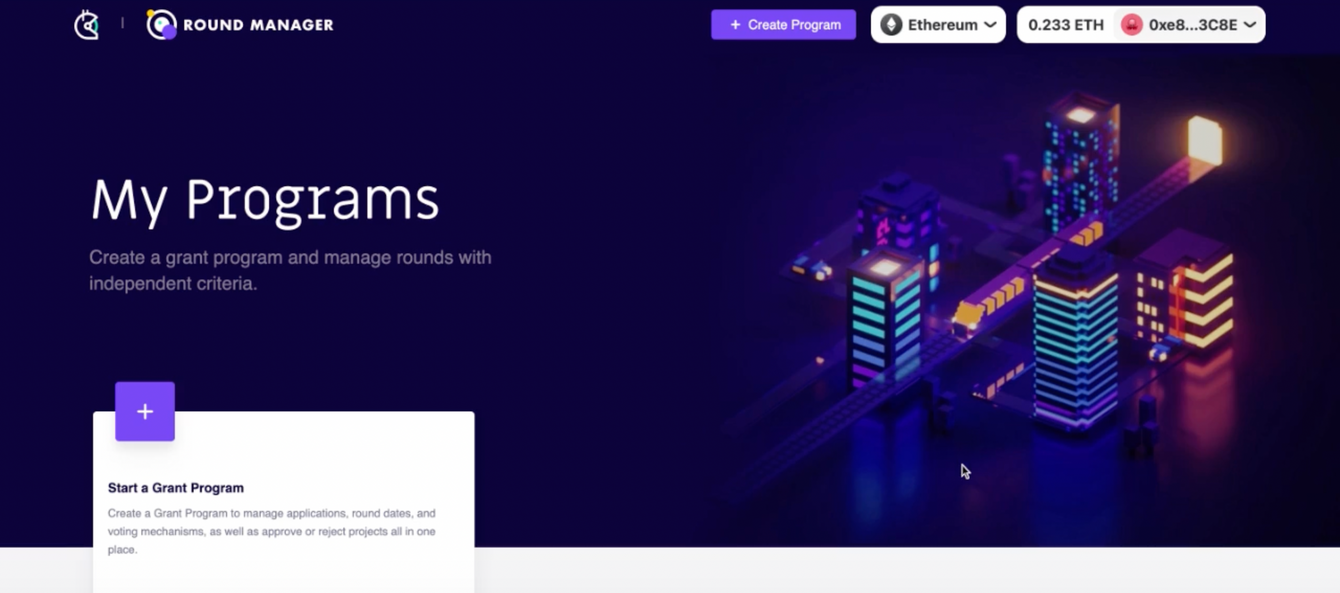 ROUND MANAGER
+ Create Program
Ethereum
0.233 ETH
0xe8...3C8E
My Programs
Create a grant program and manage rounds with
independent criteria.
Start a Grant Program
Create a Grant Program to manage applications, round dates, and
voting mechanisms, as well as approve or reject projects all in one
place.